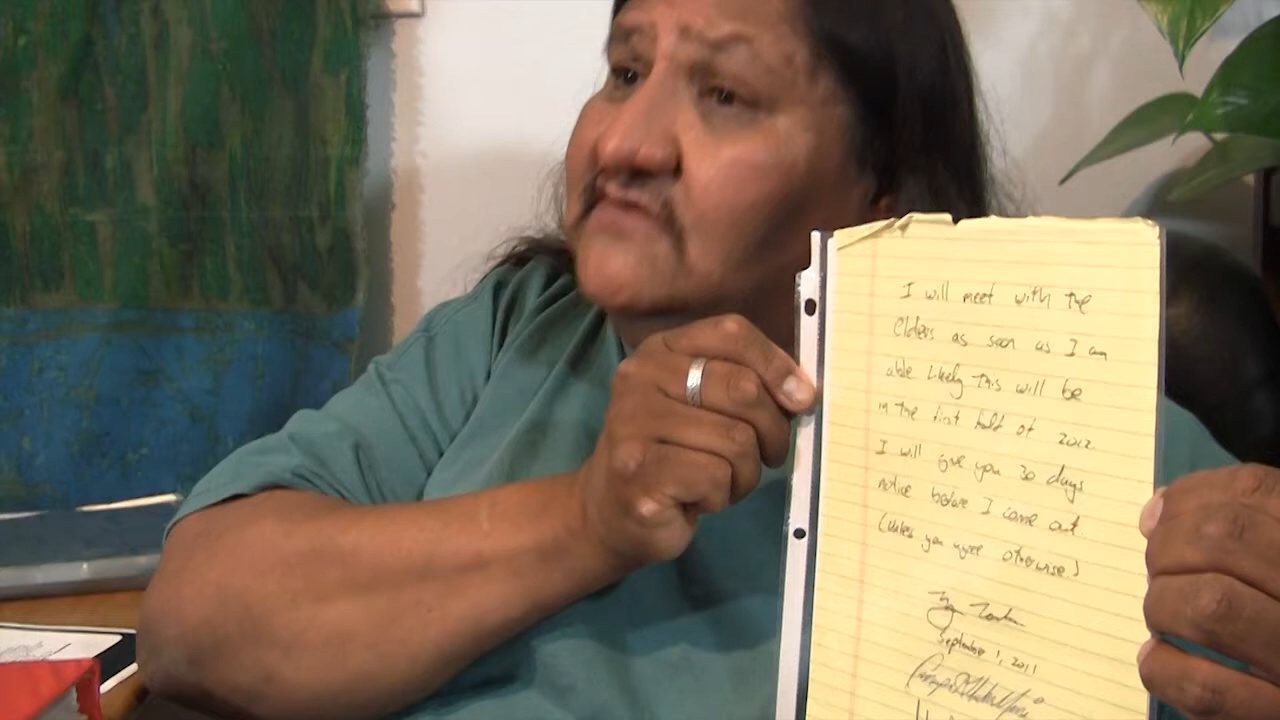 I will meet with the
Elders as soon as I am
able likely this will be
in the first half of 2012
I will give you 30 days
notice before I come out.
(unless you agree otherwise)
September 1, 2011